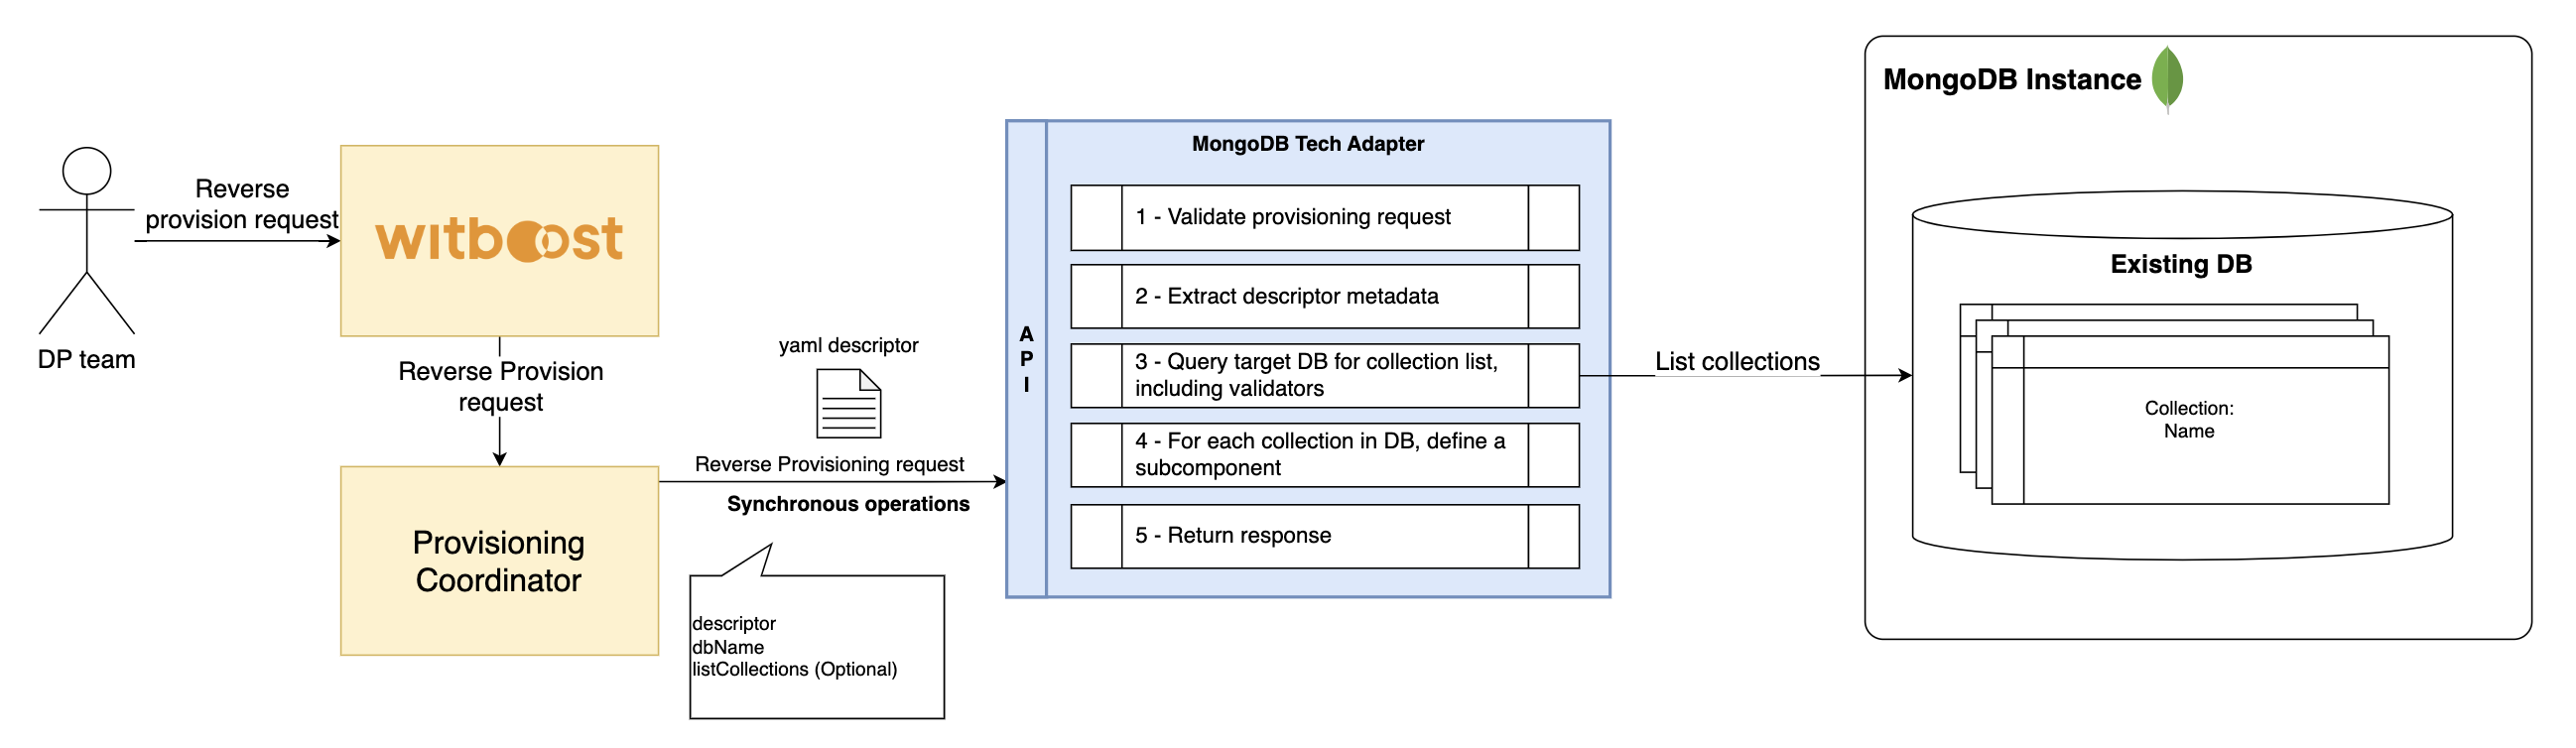 MongoDB Instance
MongoDB Tech Adapter
Reverse
provision request
witboost
1 - Validate provisioning request
Existing DB
2 - Extract descriptor metadata
A
P
I
yaml descriptor
DP team
Reverse Provision
request
3 - Query target DB for collection list,
including validators
List collections
Collection:
Name
4 - For each collection in DB, define a
subcomponent
Reverse Provisioning request
Synchronous operations
Provisioning
Coordinator
5 - Return response
descriptor
dbName
listCollections (Optional)